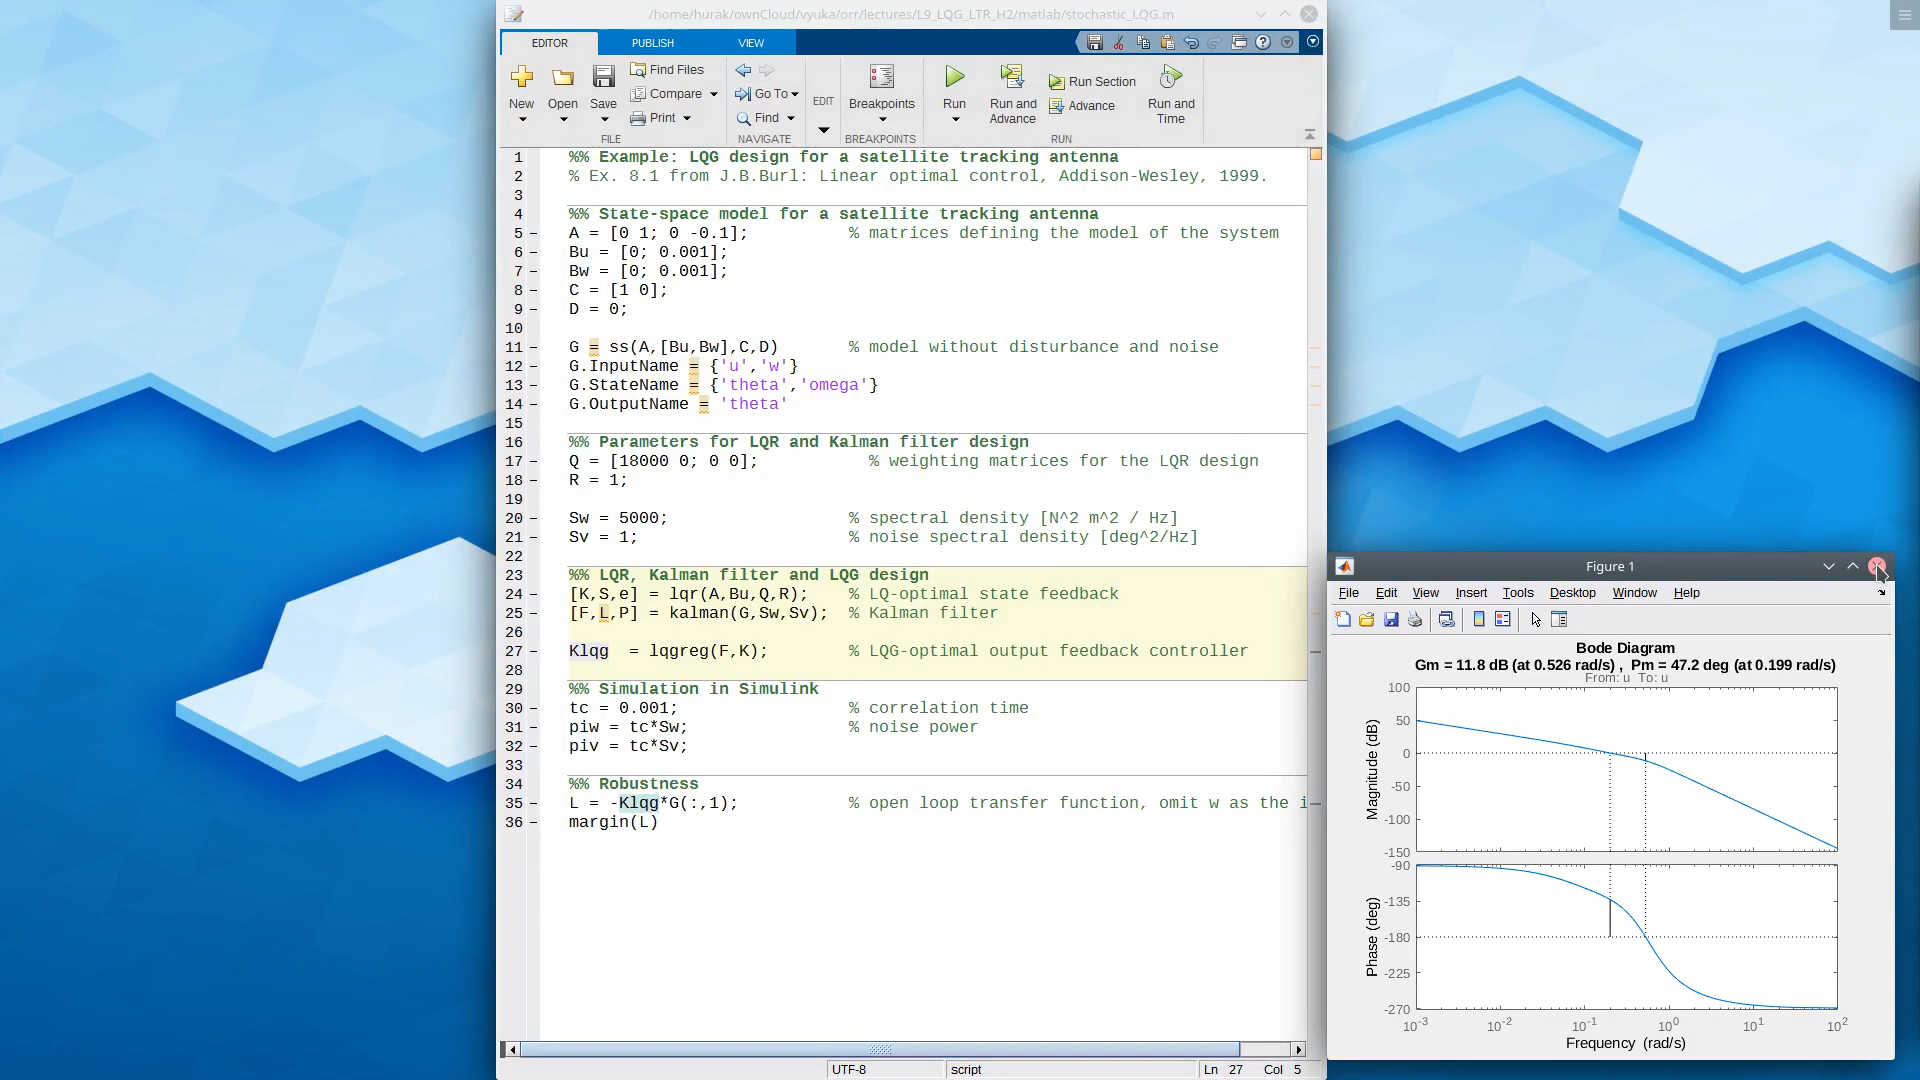 /home/hurak/ownCloud/vyuka/orr/lectures/L9_LQG_LTR_H2/matlab/stochastic_LQG.m
EDITOR PUBLISH VIEW
New Open Save Find Files Compare Print FILE
Go To Find NAVIGATE
EDIT
Breakpoints BREAKPOINTS
Run Run and Advance Run Section Advance Run and Time RUN
1 %% Example: LQG design for a satellite tracking antenna
2 % Ex. 8.1 from J.B.Burl: Linear optimal control, Addison-Wesley, 1999.
3
4 %% State-space model for a satellite tracking antenna
5 – A = [0 1; 0 -0.1]; % matrices defining the model of the system
6 – Bu = [0; 0.001];
7 – Bw = [0; 0.001];
8 – C = [1 0];
9 – D = 0;
10
11 – G = ss(A,[Bu,Bw],C,D) % model without disturbance and noise
12 – G.InputName = {'u','w'}
13 – G.StateName = {'theta','omega'}
14 – G.OutputName = 'theta'
15
16 %% Parameters for LQR and Kalman filter design
17 – Q = [18000 0; 0 0]; % weighting matrices for the LQR design
18 – R = 1;
19
20 – Sw = 5000; % spectral density [N^2 m^2 / Hz]
21 – Sv = 1; % noise spectral density [deg^2/Hz]
22
23 %% LQR, Kalman filter and LQG design
24 – [K,S,e] = lqr(A,Bu,Q,R); % LQ-optimal state feedback
25 – [F,L,P] = kalman(G,Sw,Sv); % Kalman filter
26
27 – Klqg = lqgreg(F,K); % LQG-optimal output feedback controller
28
29 %% Simulation in Simulink
30 – tc = 0.001; % correlation time
31 – piw = tc*Sw; % noise power
32 – piv = tc*Sv;
33
34 %% Robustness
35 – L = -Klqg*G(:,1); % open loop transfer function, omit w as the i
36 – margin(L)
UTF-8 script Ln 27 Col 5
Figure 1
File Edit View Insert Tools Desktop Window Help
Bode Diagram
Gm = 11.8 dB (at 0.526 rad/s) , Pm = 47.2 deg (at 0.199 rad/s)
From: u To: u
Magnitude (dB)
100
50
0
-50
-100
-150
Phase (deg)
-90
-135
-180
-225
-270
10^-3 10^-2 10^-1 10^0 10^1 10^2
Frequency (rad/s)